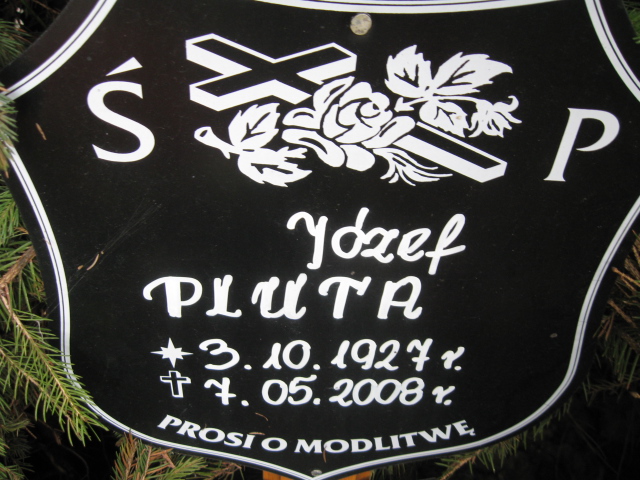 Ś P
Józef
PLUTA
3.10.1927 r.
7.05.2008 r.
PROSI O MODLITWĘ